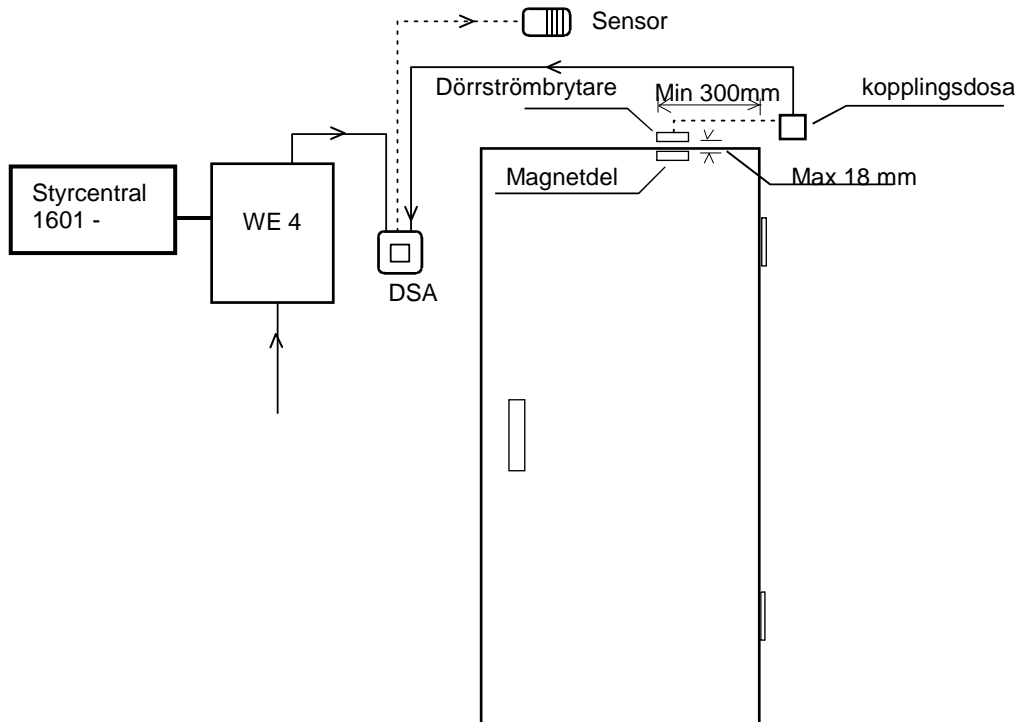 Sensor
Dörrströmbrytare
Min 300mm
kopplingsdosa
Styrcentral
1601 -
WE 4
Magnetdel
Max 18 mm
DSA